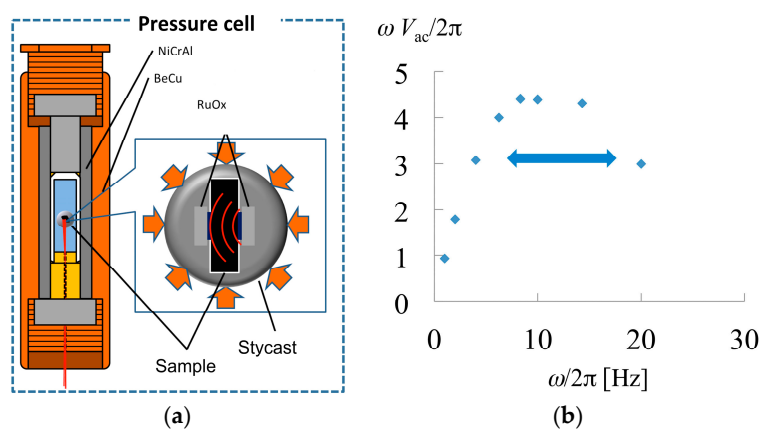 Pressure cell
NiCrAl
BeCu
RuOx
Sample
Stycast
(a)
ω Vac/2π
5
4
3
2
1
0
0 10 20 30
ω/2π [Hz]
(b)